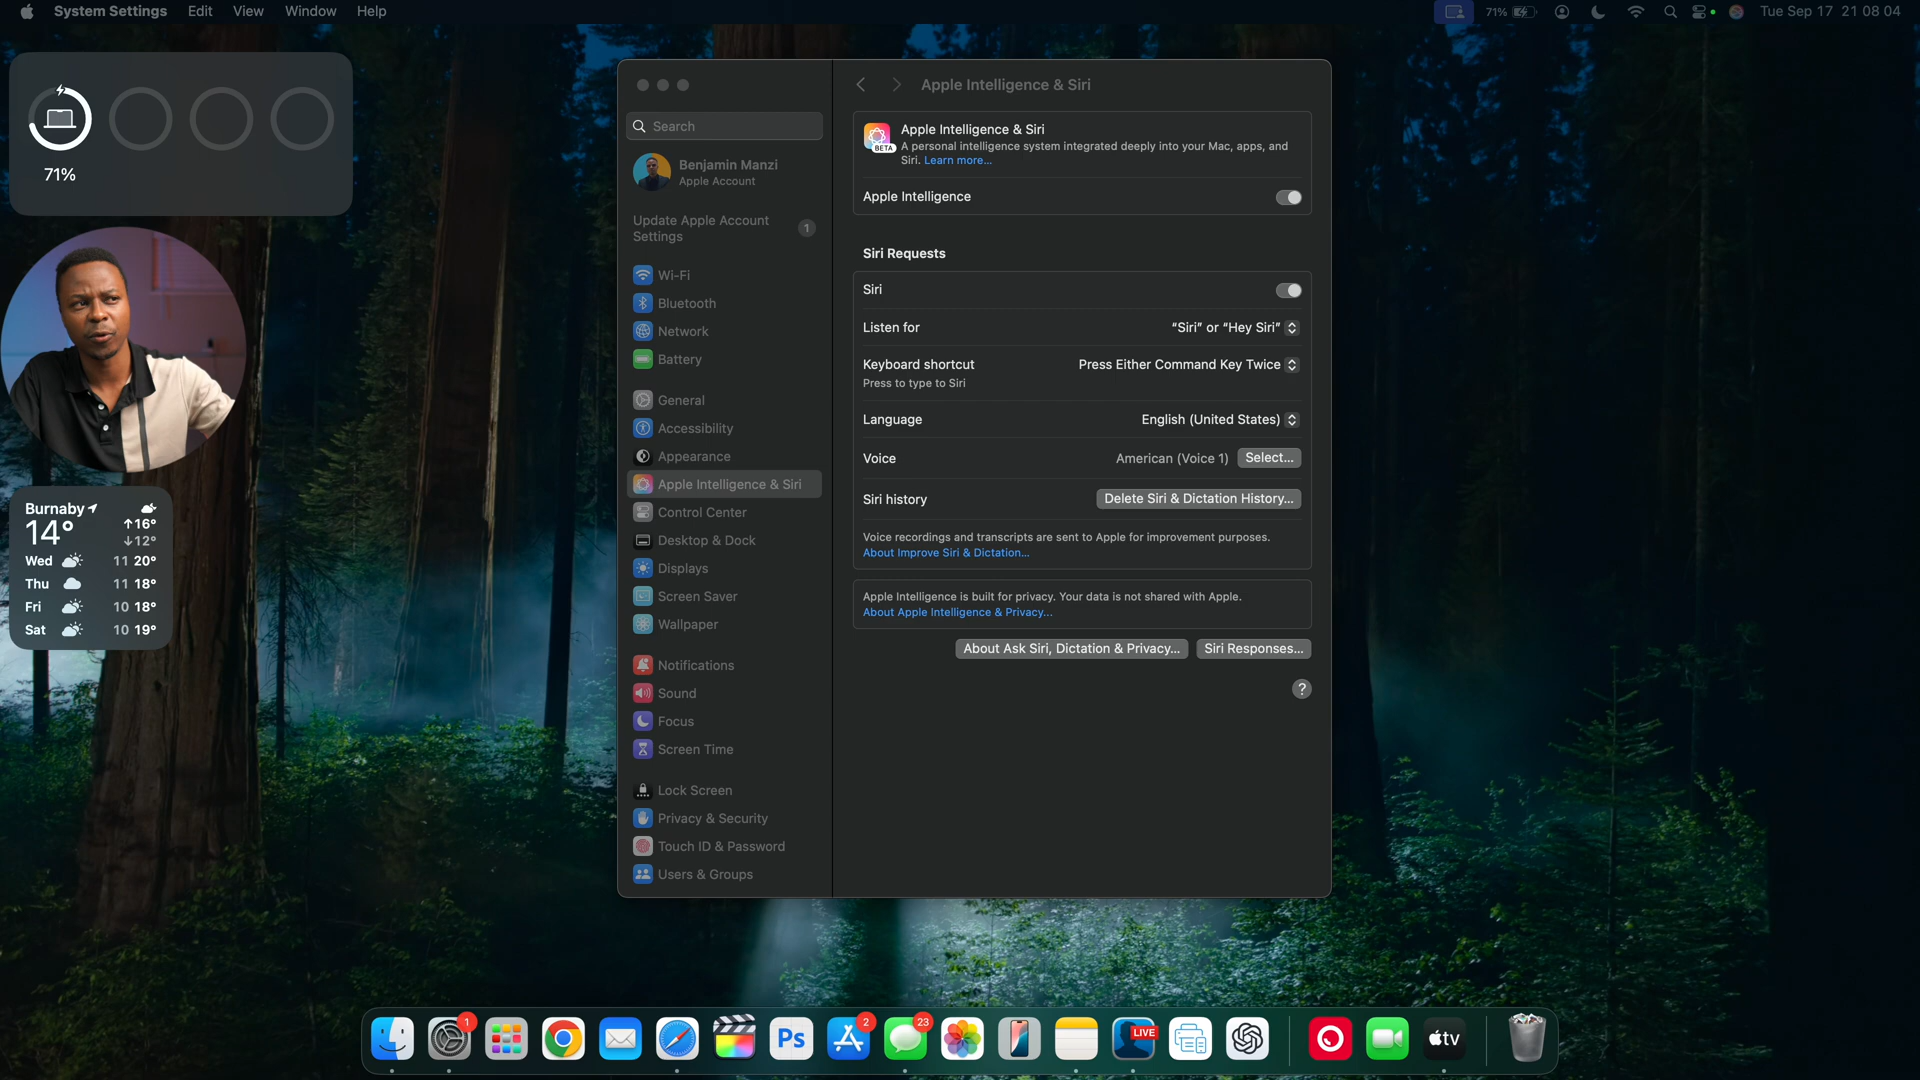 System Settings Edit View Window Help
71% Tue Sep 17 21 08 04
71%
Burnaby
14°
↑16°
↓12°
Wed 11 20°
Thu 11 18°
Fri 10 18°
Sat 10 19°
Search
Benjamin Manzi
Apple Account
Update Apple Account
Settings
1
Wi-Fi
Bluetooth
Network
Battery
General
Accessibility
Appearance
Apple Intelligence & Siri
Control Center
Desktop & Dock
Displays
Screen Saver
Wallpaper
Notifications
Sound
Focus
Screen Time
Lock Screen
Privacy & Security
Touch ID & Password
Users & Groups
Apple Intelligence & Siri
BETA
Apple Intelligence & Siri
A personal intelligence system integrated deeply into your Mac, apps, and
Siri. Learn more...
Apple Intelligence
Siri Requests
Siri
Listen for “Siri” or “Hey Siri”
Keyboard shortcut Press Either Command Key Twice
Press to type to Siri
Language English (United States)
Voice American (Voice 1) Select...
Siri history Delete Siri & Dictation History...
Voice recordings and transcripts are sent to Apple for improvement purposes.
About Improve Siri & Dictation...
Apple Intelligence is built for privacy. Your data is not shared with Apple.
About Apple Intelligence & Privacy...
About Ask Siri, Dictation & Privacy... Siri Responses...
?
1
Ps
2
23
LIVE
tv